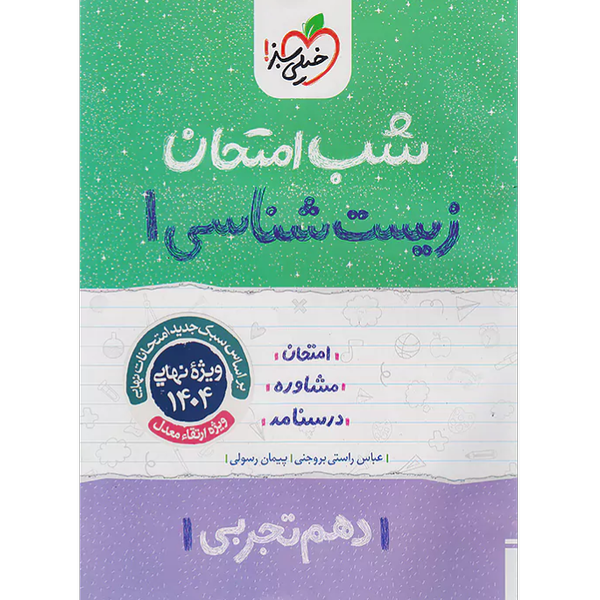 خیلی سبز!
شب امتحان
زیست شناسی ۱
امتحان
مشاوره
درسنامه
بر اساس سبک جدید امتحانات نهایی
ویژهٔ نهایی
۱۴۰۴
ویژه ارتقاء معدل
عباس راستی بروجنی | پیمان رسولی
دهم تجربی